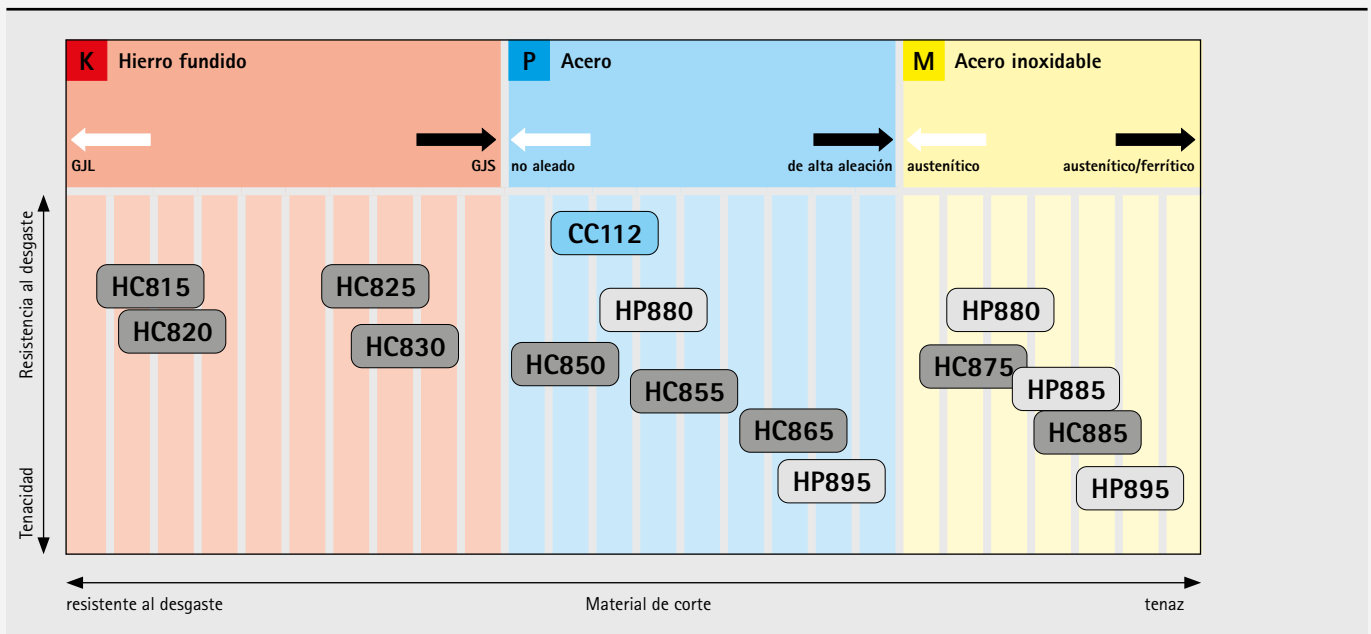 K Hierro fundido
P Acero
M Acero inoxidable
GJL
GJS
no aleado
de alta aleación
austenítico
austenítico/ferrítico
Resistencia al desgaste
Tenacidad
CC112
HC815
HC825
HP880
HP880
HC820
HC830
HC850
HC875
HC855
HP885
HC865
HC885
HP895
HP895
resistente al desgaste
Material de corte
tenaz